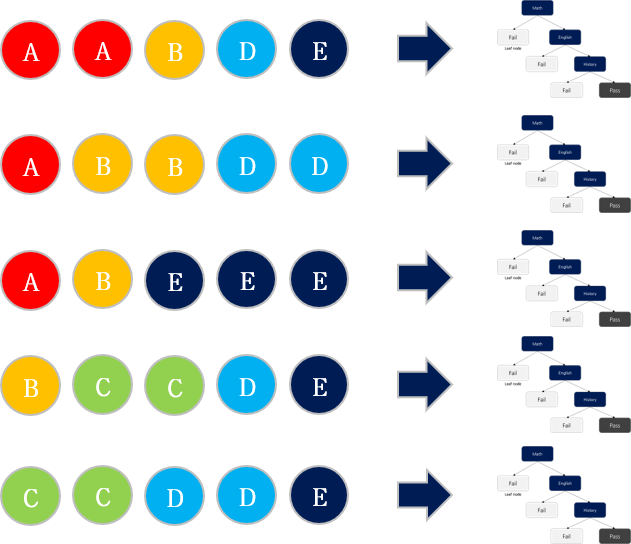 A A B D E
Math
Fail English
Leaf node
Fail History
Fail Pass
A B B D D
Math
Fail English
Leaf node
Fail History
Fail Pass
A B E E E
Math
Fail English
Leaf node
Fail History
Fail Pass
B C C D E
Math
Fail English
Leaf node
Fail History
Fail Pass
C C D D E
Math
Fail English
Leaf node
Fail History
Fail Pass